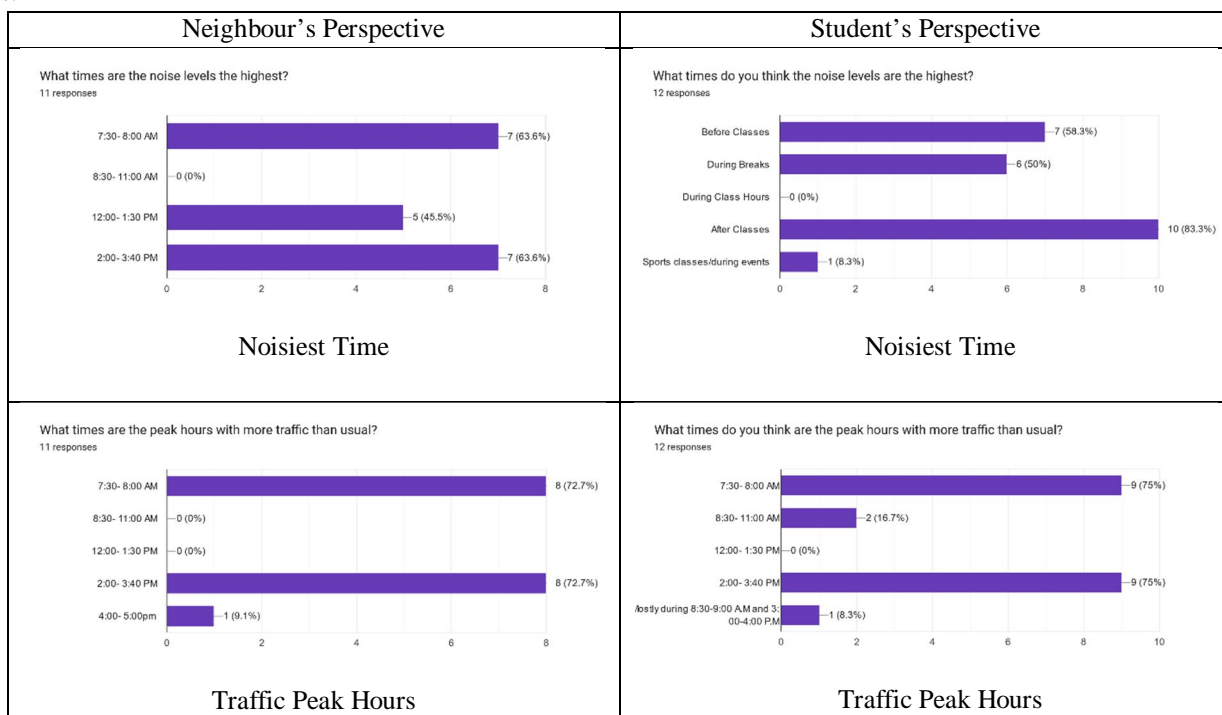 Neighbour's Perspective
Student's Perspective
What times are the noise levels the highest?
11 responses
7:30- 8:00 AM
7 (63.6%)
8:30- 11:00 AM
0 (0%)
12:00- 1:30 PM
5 (45.5%)
2:00- 3:40 PM
7 (63.6%)
0 2 4 6 8
Noisiest Time
What times do you think the noise levels are the highest?
12 responses
Before Classes
7 (58.3%)
During Breaks
6 (50%)
During Class Hours
0 (0%)
After Classes
10 (83.3%)
Sports classes/during events
1 (8.3%)
0 2 4 6 8 10
Noisiest Time
What times are the peak hours with more traffic than usual?
11 responses
7:30- 8:00 AM
8 (72.7%)
8:30- 11:00 AM
0 (0%)
12:00- 1:30 PM
0 (0%)
2:00- 3:40 PM
8 (72.7%)
4:00- 5:00pm
1 (9.1%)
0 2 4 6 8
Traffic Peak Hours
What times do you think are the peak hours with more traffic than usual?
12 responses
7:30- 8:00 AM
9 (75%)
8:30- 11:00 AM
2 (16.7%)
12:00- 1:30 PM
0 (0%)
2:00- 3:40 PM
9 (75%)
during 8:30-9:00 A.M and 3:
00-4:00 P.M
1 (8.3%)
0 2 4 6 8 10
Traffic Peak Hours